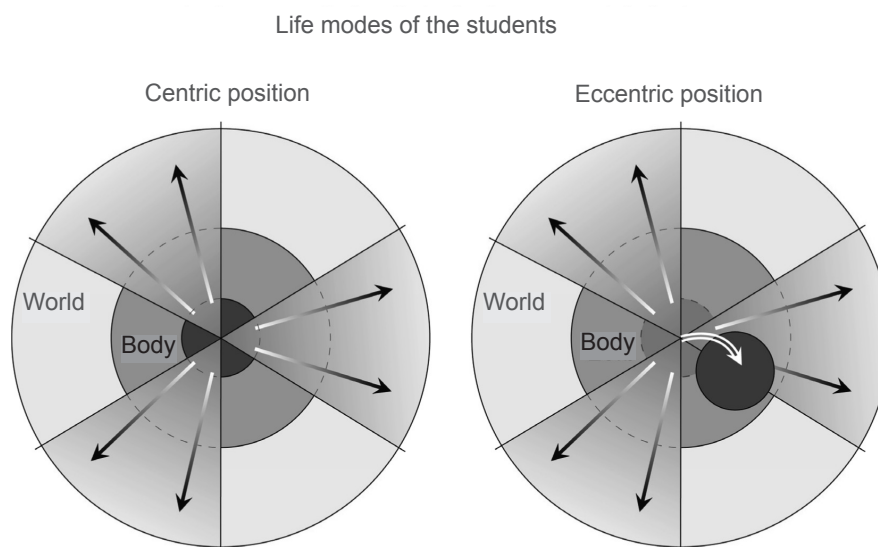 Life modes of the students
Centric position
Eccentric position
World
Body
World
Body